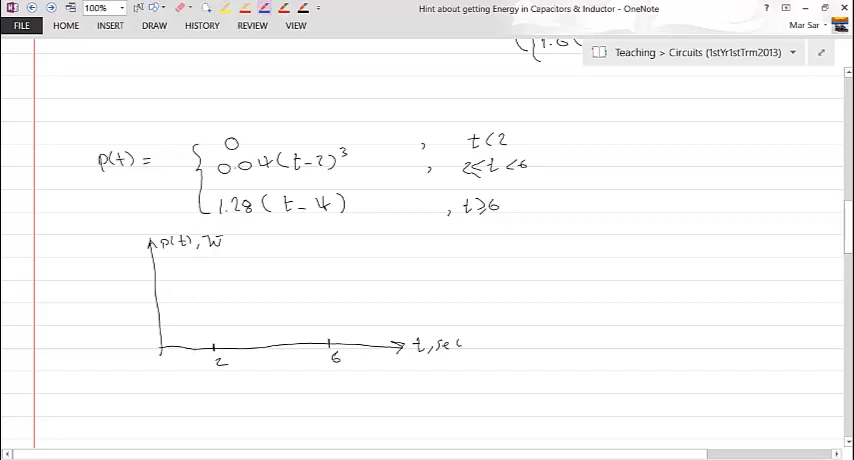 Hint about getting Energy in Capacitors & Inductor - OneNote
100%
FILE HOME INSERT DRAW HISTORY REVIEW VIEW
Mar Sar
Teaching > Circuits (1stYr1stTrm2013)
0 , t<2
p(t) = { 0.04(t-2)³ , 2≤t<6
1.28(t-4) , t≥6
p(t), W
t, sec
2 6